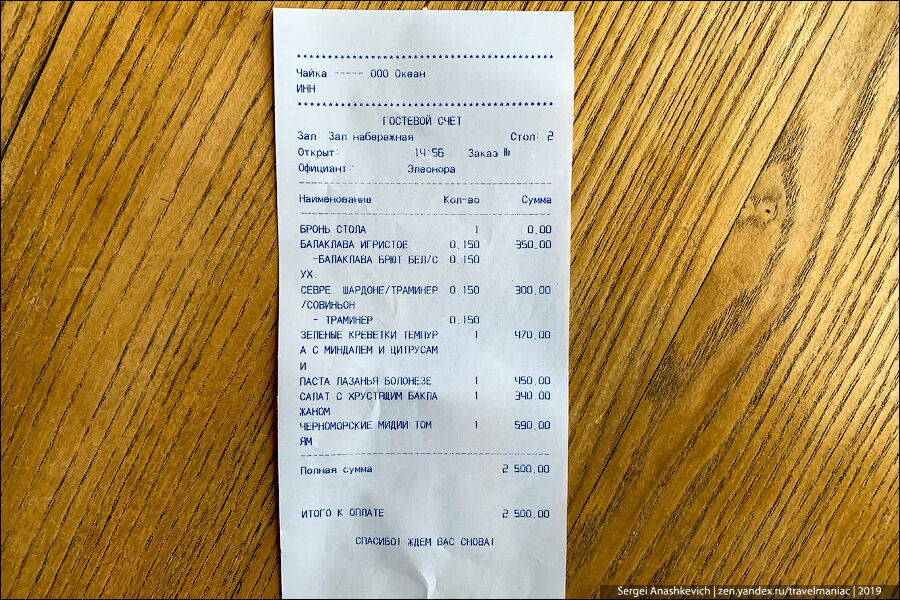 ******************************************
Чайка ----- ООО Океан
ИНН
******************************************
ГОСТЕВОЙ СЧЕТ
Зал: Зал набережная Стол: 2
Открыт: 14:56 Заказ №
Официант: Элеонора
Наименование Кол-во Сумма
БРОНЬ СТОЛА 1 0.00
БАЛАКЛАВА ИГРИСТОЕ 0.150 350.00
-БАЛАКЛАВА БРЮТ БЕЛ/С 0.150
УХ.
СЕВРЕ. ШАРДОНЕ/ТРАМИНЕР 0.150 300.00
/СОВИНЬОН
- ТРАМИНЕР 0.150
ЗЕЛЕНЫЕ КРЕВЕТКИ ТЕМПУР 1 470.00
А С МИНДАЛЕМ И ЦИТРУСАМ
И
ПАСТА ЛАЗАНЬЯ БОЛОНЕЗЕ 1 450.00
САЛАТ С ХРУСТЯЩИМ БАКЛА 1 340.00
ЖАНОМ
ЧЕРНОМОРСКИЕ МИДИИ ТОМ 1 590.00
ЯМ
Полная сумма 2 500.00
ИТОГО К ОПЛАТЕ 2 500.00
СПАСИБО! ЖДЕМ ВАС СНОВА!
Sergei Anashkevich | zen.yandex.ru/travelmaniac | 2019